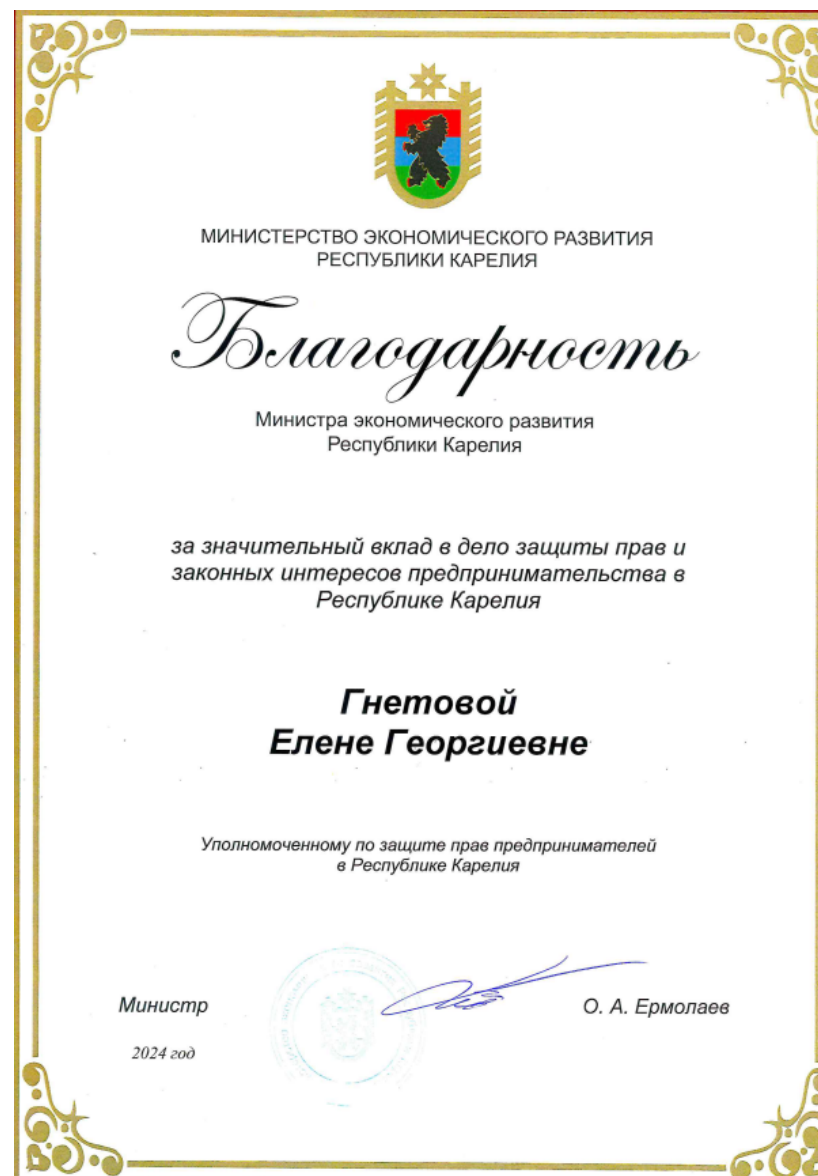 МИНИСТЕРСТВО ЭКОНОМИЧЕСКОГО РАЗВИТИЯ
РЕСПУБЛИКИ КАРЕЛИЯ
Благодарность
Министра экономического развития
Республики Карелия
за значительный вклад в дело защиты прав и
законных интересов предпринимательства в
Республике Карелия
Гнетовой
Елене Георгиевне
Уполномоченному по защите прав предпринимателей
в Республике Карелия
Министр
О. А. Ермолаев
2024 год